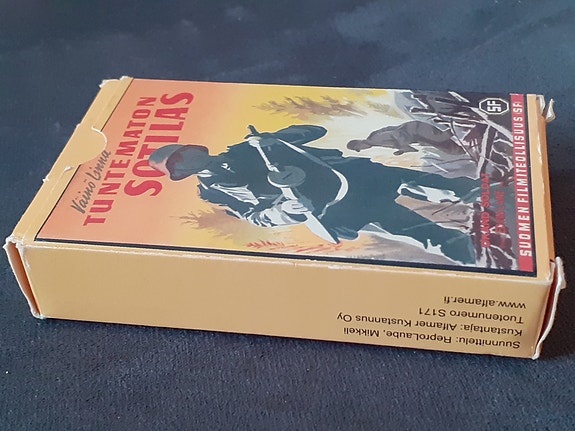 Väinö Linna
TUNTEMATON
SOTILAS
SF
SUOMEN FILMITEOLLISUUS SF.
Suunnittelu: ReproLaube, Mikkeli
Kustantaja: Alfamer Kustannus Oy
Tuotenumero S171
www.alfamer.fi